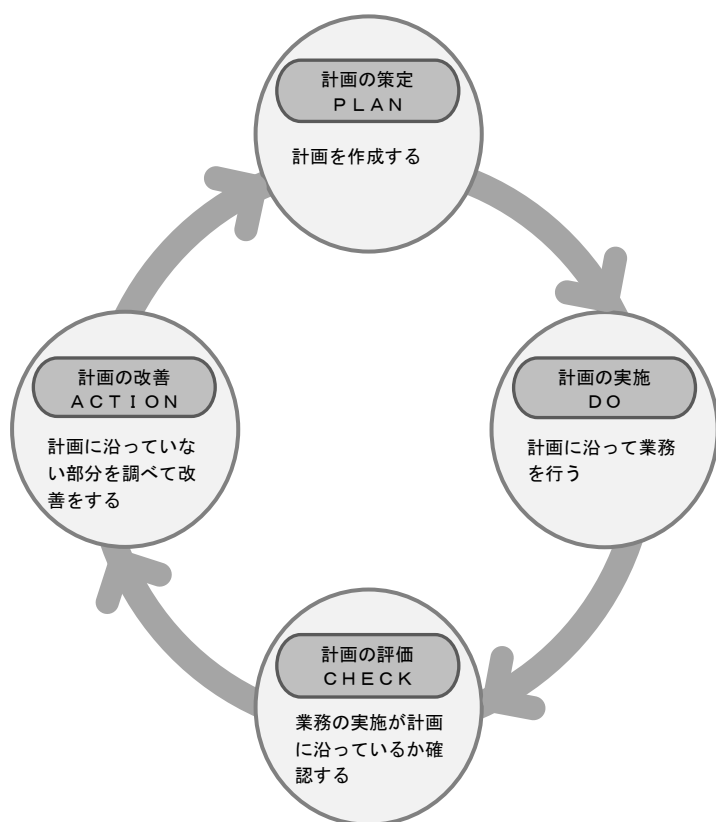 計画の策定
ＰＬＡＮ
計画を作成する
計画の実施
ＤＯ
計画に沿って業務
を行う
計画の評価
ＣＨＥＣＫ
業務の実施が計画
に沿っているか確
認する
計画の改善
ＡＣＴＩＯＮ
計画に沿っていな
い部分を調べて改
善をする